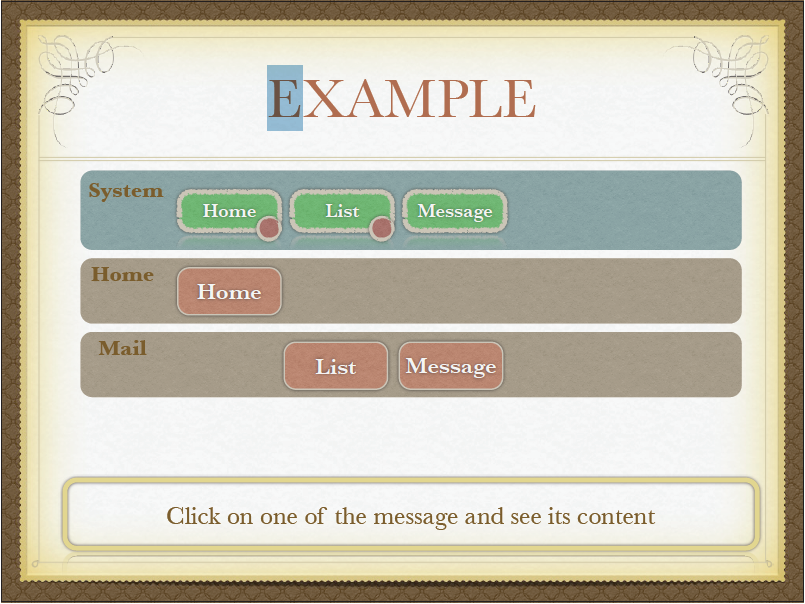 EXAMPLE
System
Home
List
Message
Home
Home
Mail
List
Message
Click on one of the message and see its content